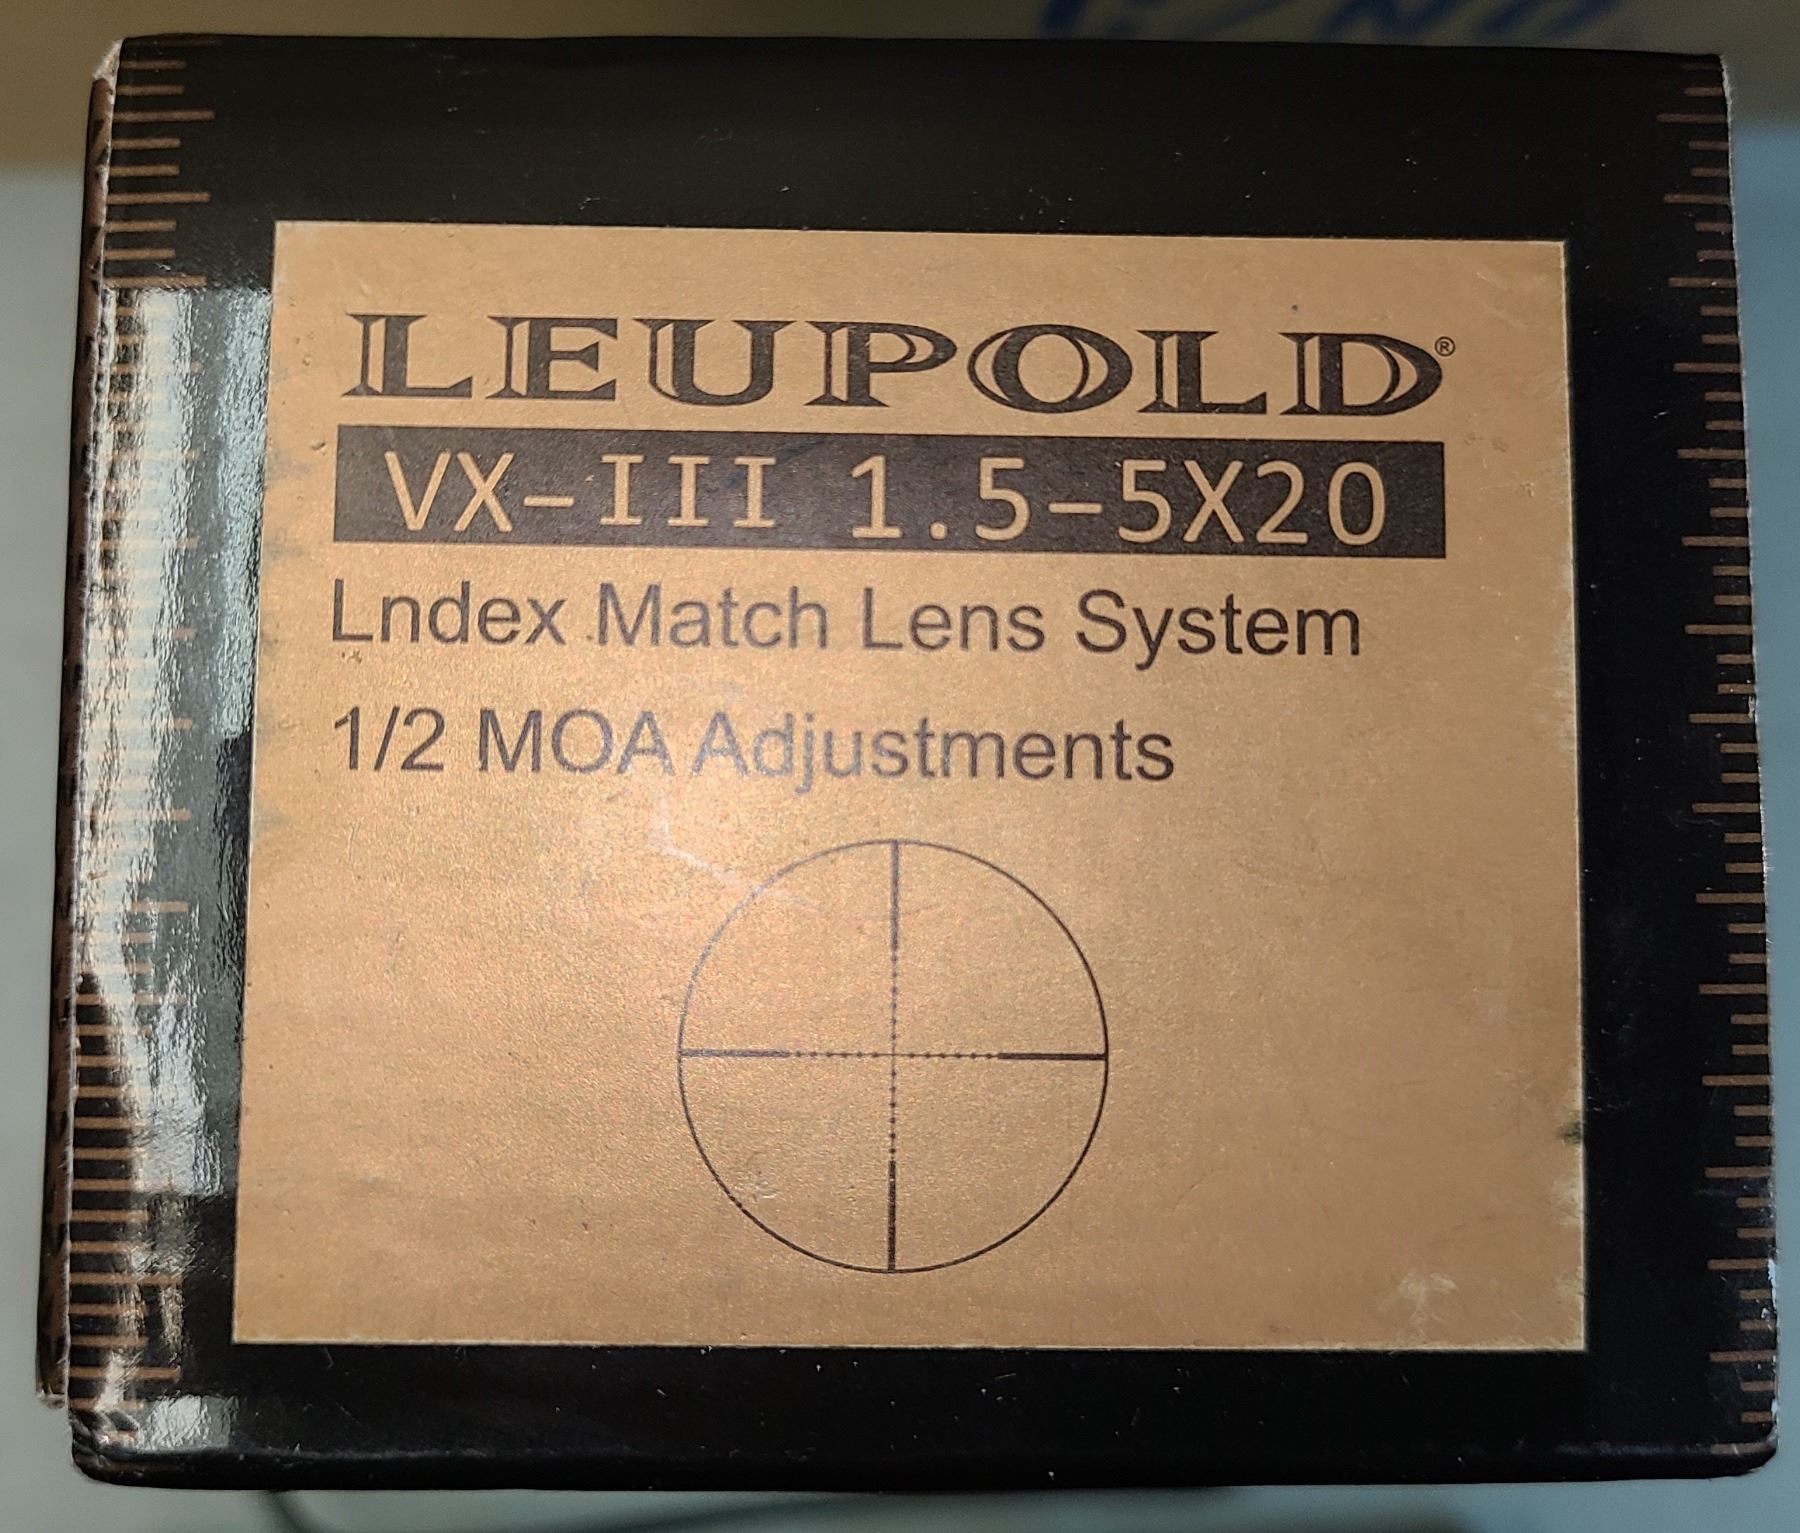 LEUPOLD®
VX-III 1.5-5X20
Lndex Match Lens System
1/2 MOA Adjustments